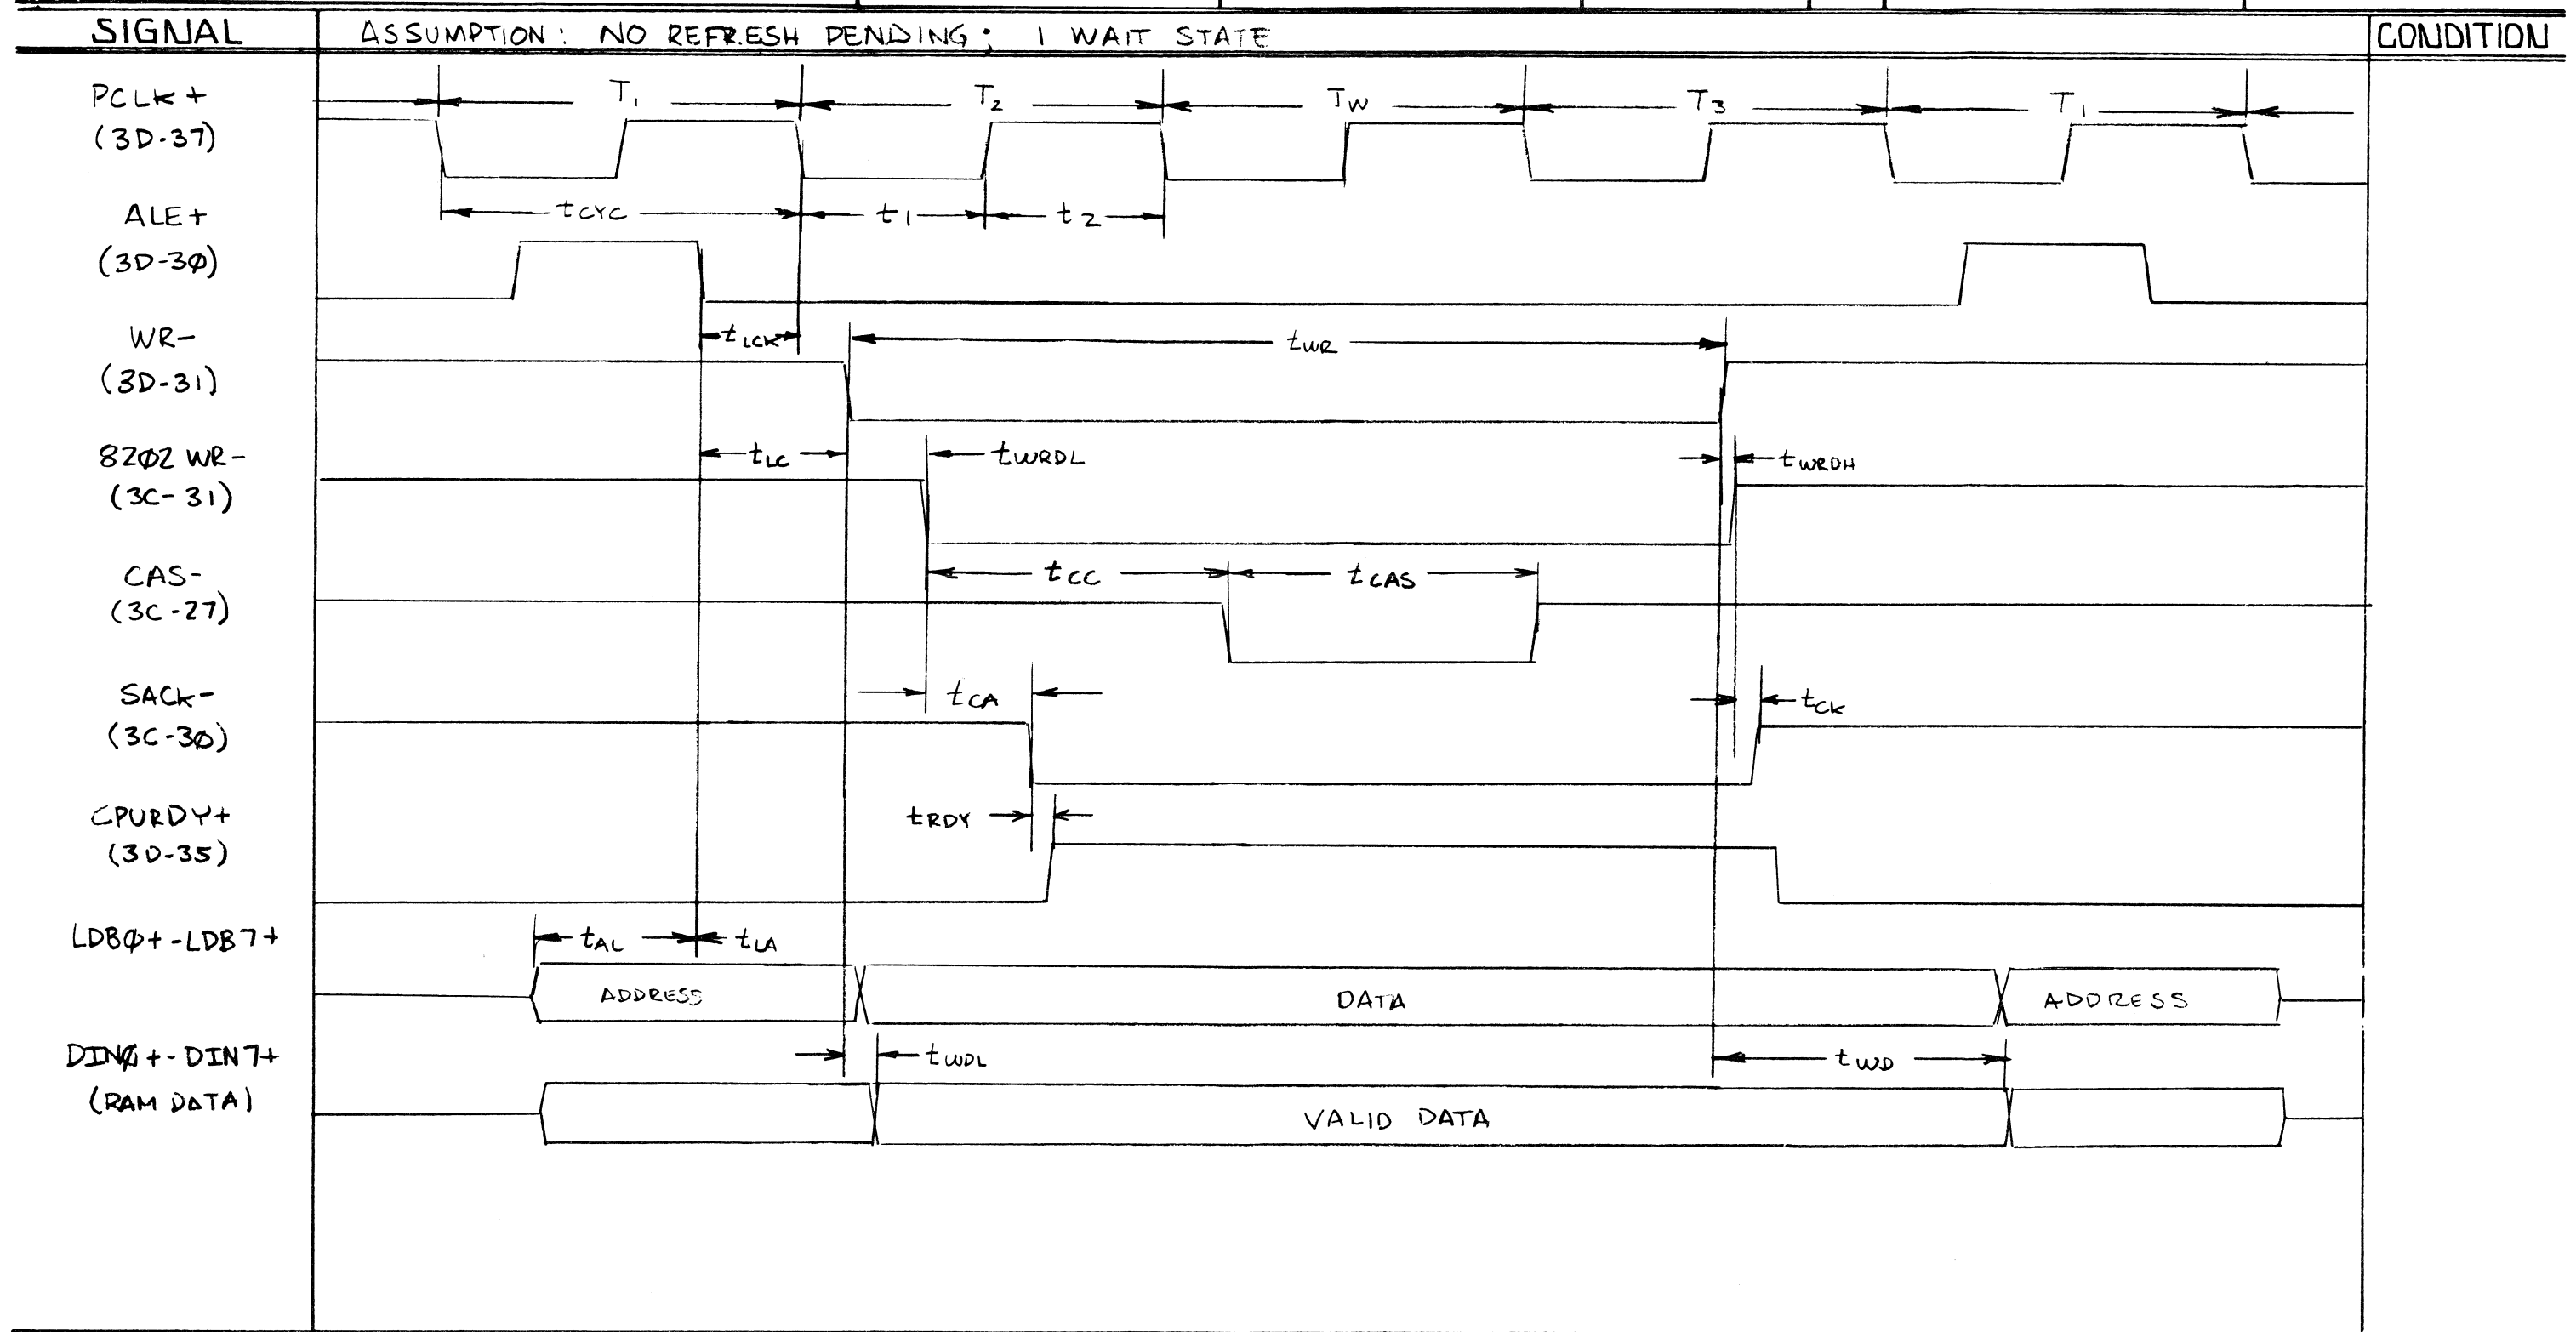 SIGNAL ASSUMPTION: NO REFRESH PENDING; 1 WAIT STATE CONDITION
PCLK+ T1 T2 TW T3 T1
(3D-37)
ALE+ tCYC t1 t2
(3D-3Ø)
WR- tLCK tWR
(3D-31)
82Ø2 WR- tLC tWRDL tWRDH
(3C-31)
CAS- tCC tCAS
(3C-27)
SACK- tCA tCK
(3C-3Ø)
CPURDY+ tRDY
(3D-35)
LDBØ+-LDB7+ tAL tLA
ADDRESS DATA ADDRESS
DINØ+-DIN7+ tWDL tWD
(RAM DATA) VALID DATA